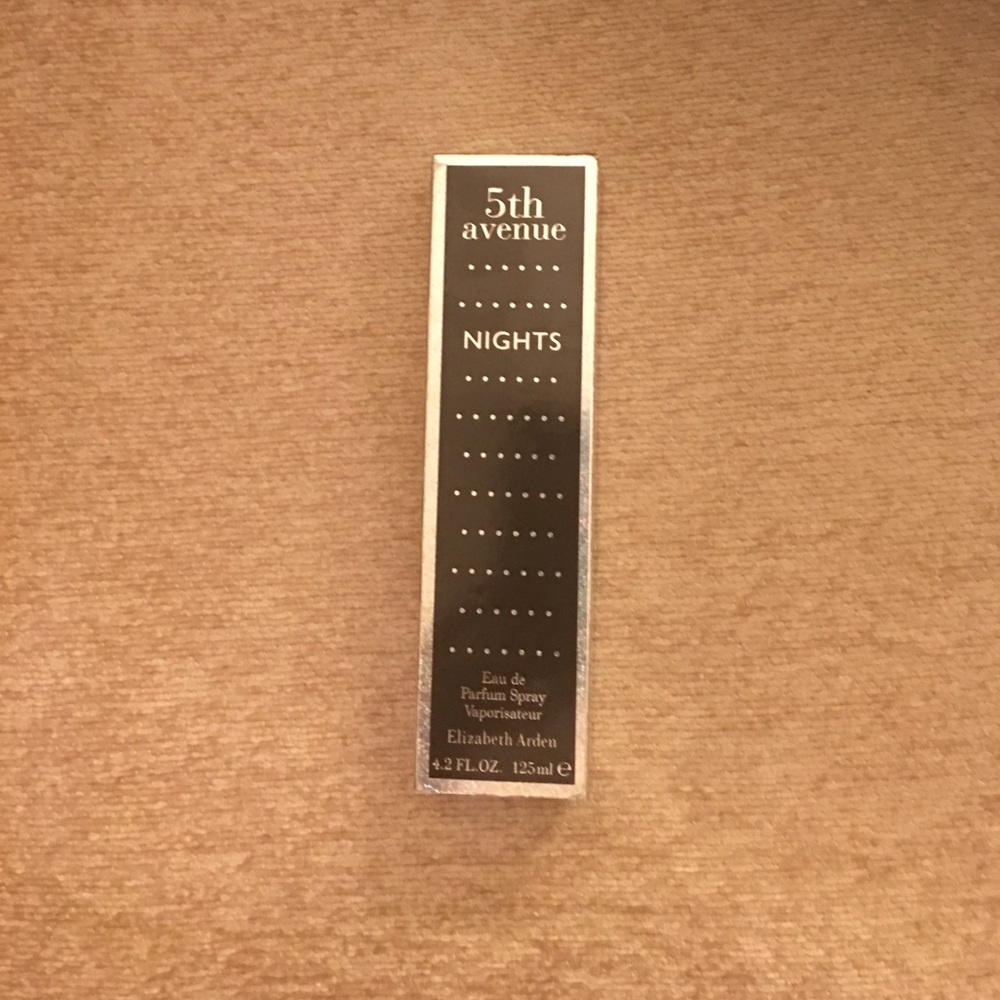 5th
avenue
NIGHTS
Eau de
Parfum Spray
Vaporisateur
Elizabeth Arden
4.2 FL.OZ. 125ml ℮